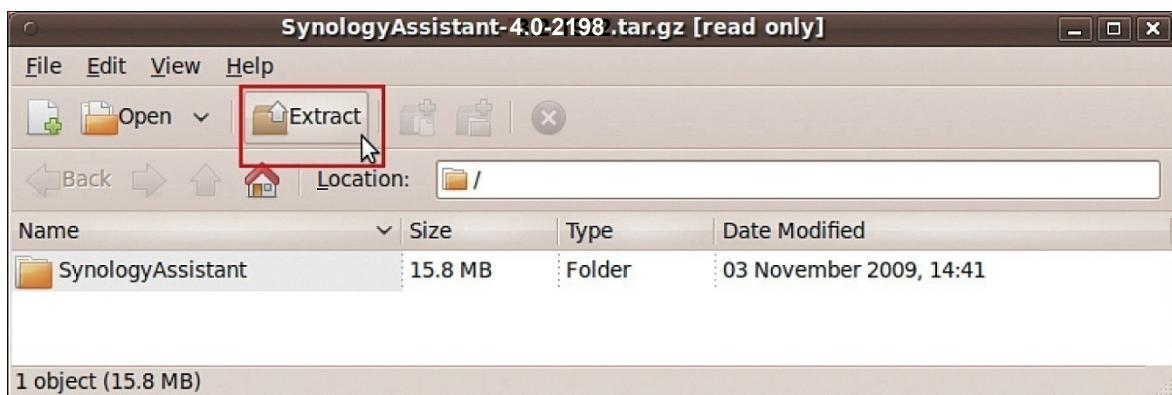 SynologyAssistant-4.0-2198.tar.gz [read only]
File Edit View Help
Open Extract
Back Location: /
Name Size Type Date Modified
SynologyAssistant 15.8 MB Folder 03 November 2009, 14:41
1 object (15.8 MB)